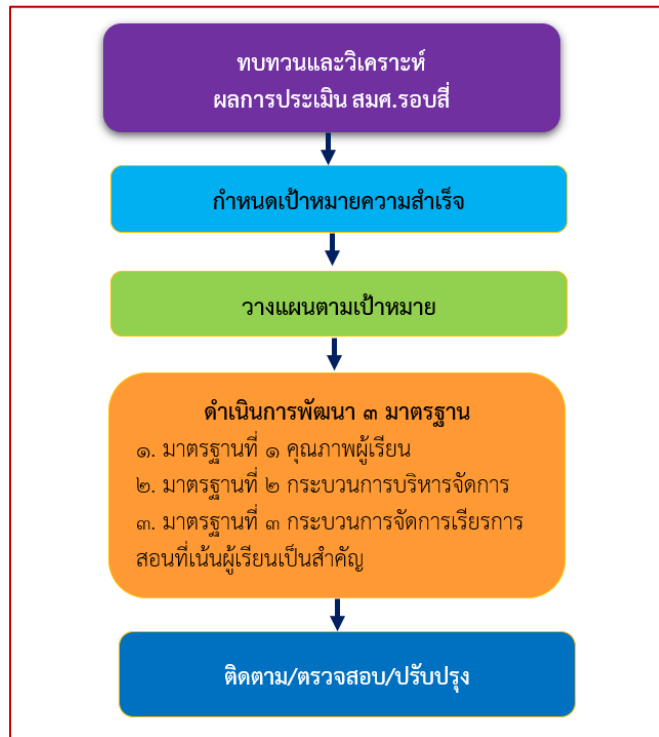 ทบทวนและวิเคราะห์
ผลการประเมิน สมศ.รอบสี่
กำหนดเป้าหมายความสำเร็จ
วางแผนตามเป้าหมาย
ดำเนินการพัฒนา ๓ มาตรฐาน
๑. มาตรฐานที่ ๑ คุณภาพผู้เรียน
๒. มาตรฐานที่ ๒ กระบวนการบริหารจัดการ
๓. มาตรฐานที่ ๓ กระบวนการจัดการเรียรการ
สอนที่เน้นผู้เรียนเป็นสำคัญ
ติดตาม/ตรวจสอบ/ปรับปรุง